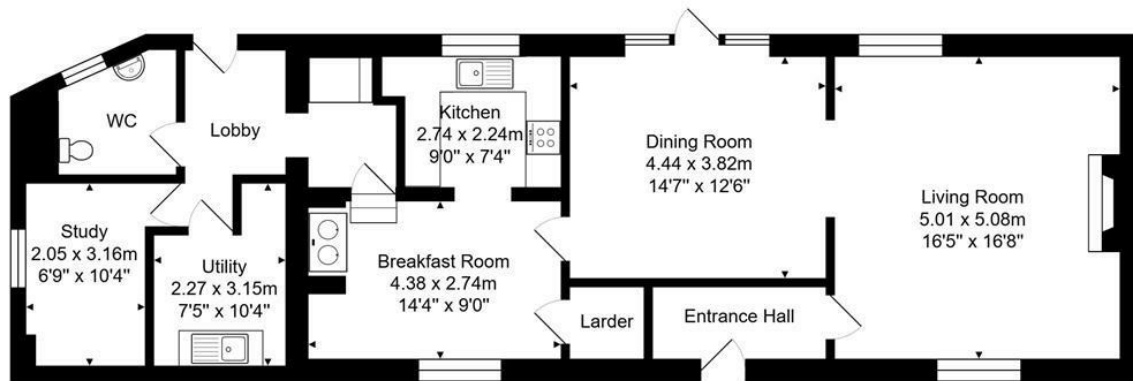 WC
Lobby
Kitchen
2.74 x 2.24m
9'0" x 7'4"
Dining Room
4.44 x 3.82m
14'7" x 12'6"
Living Room
5.01 x 5.08m
16'5" x 16'8"
Study
2.05 x 3.16m
6'9" x 10'4"
Utility
2.27 x 3.15m
7'5" x 10'4"
Breakfast Room
4.38 x 2.74m
14'4" x 9'0"
Larder
Entrance Hall